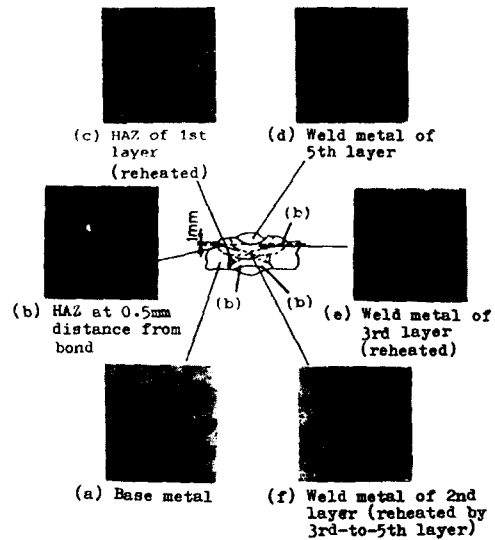 (c) HAZ of 1st
layer
(reheated)
(d) Weld metal of
5th layer
1mm
(b)
(b) HAZ at 0.5mm
distance from
bond
(b)
(b)
(e) Weld metal of
3rd layer
(reheated)
(a) Base metal
(f) Weld metal of 2nd
layer (reheated by
3rd-to-5th layer)